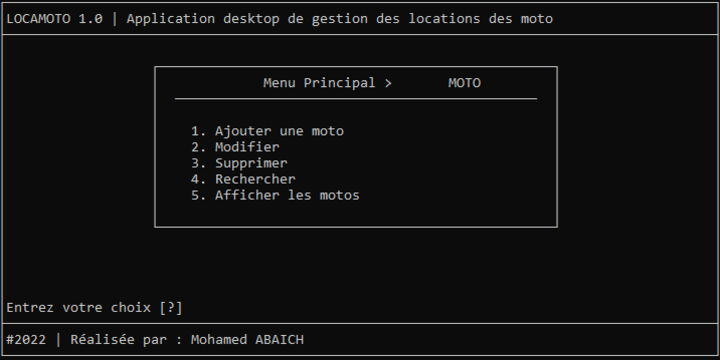 LOCAMOTO 1.0 | Application desktop de gestion des locations des moto
Menu Principal > MOTO
1. Ajouter une moto
2. Modifier
3. Supprimer
4. Rechercher
5. Afficher les motos
Entrez votre choix [?]
#2022 | Réalisée par : Mohamed ABAICH